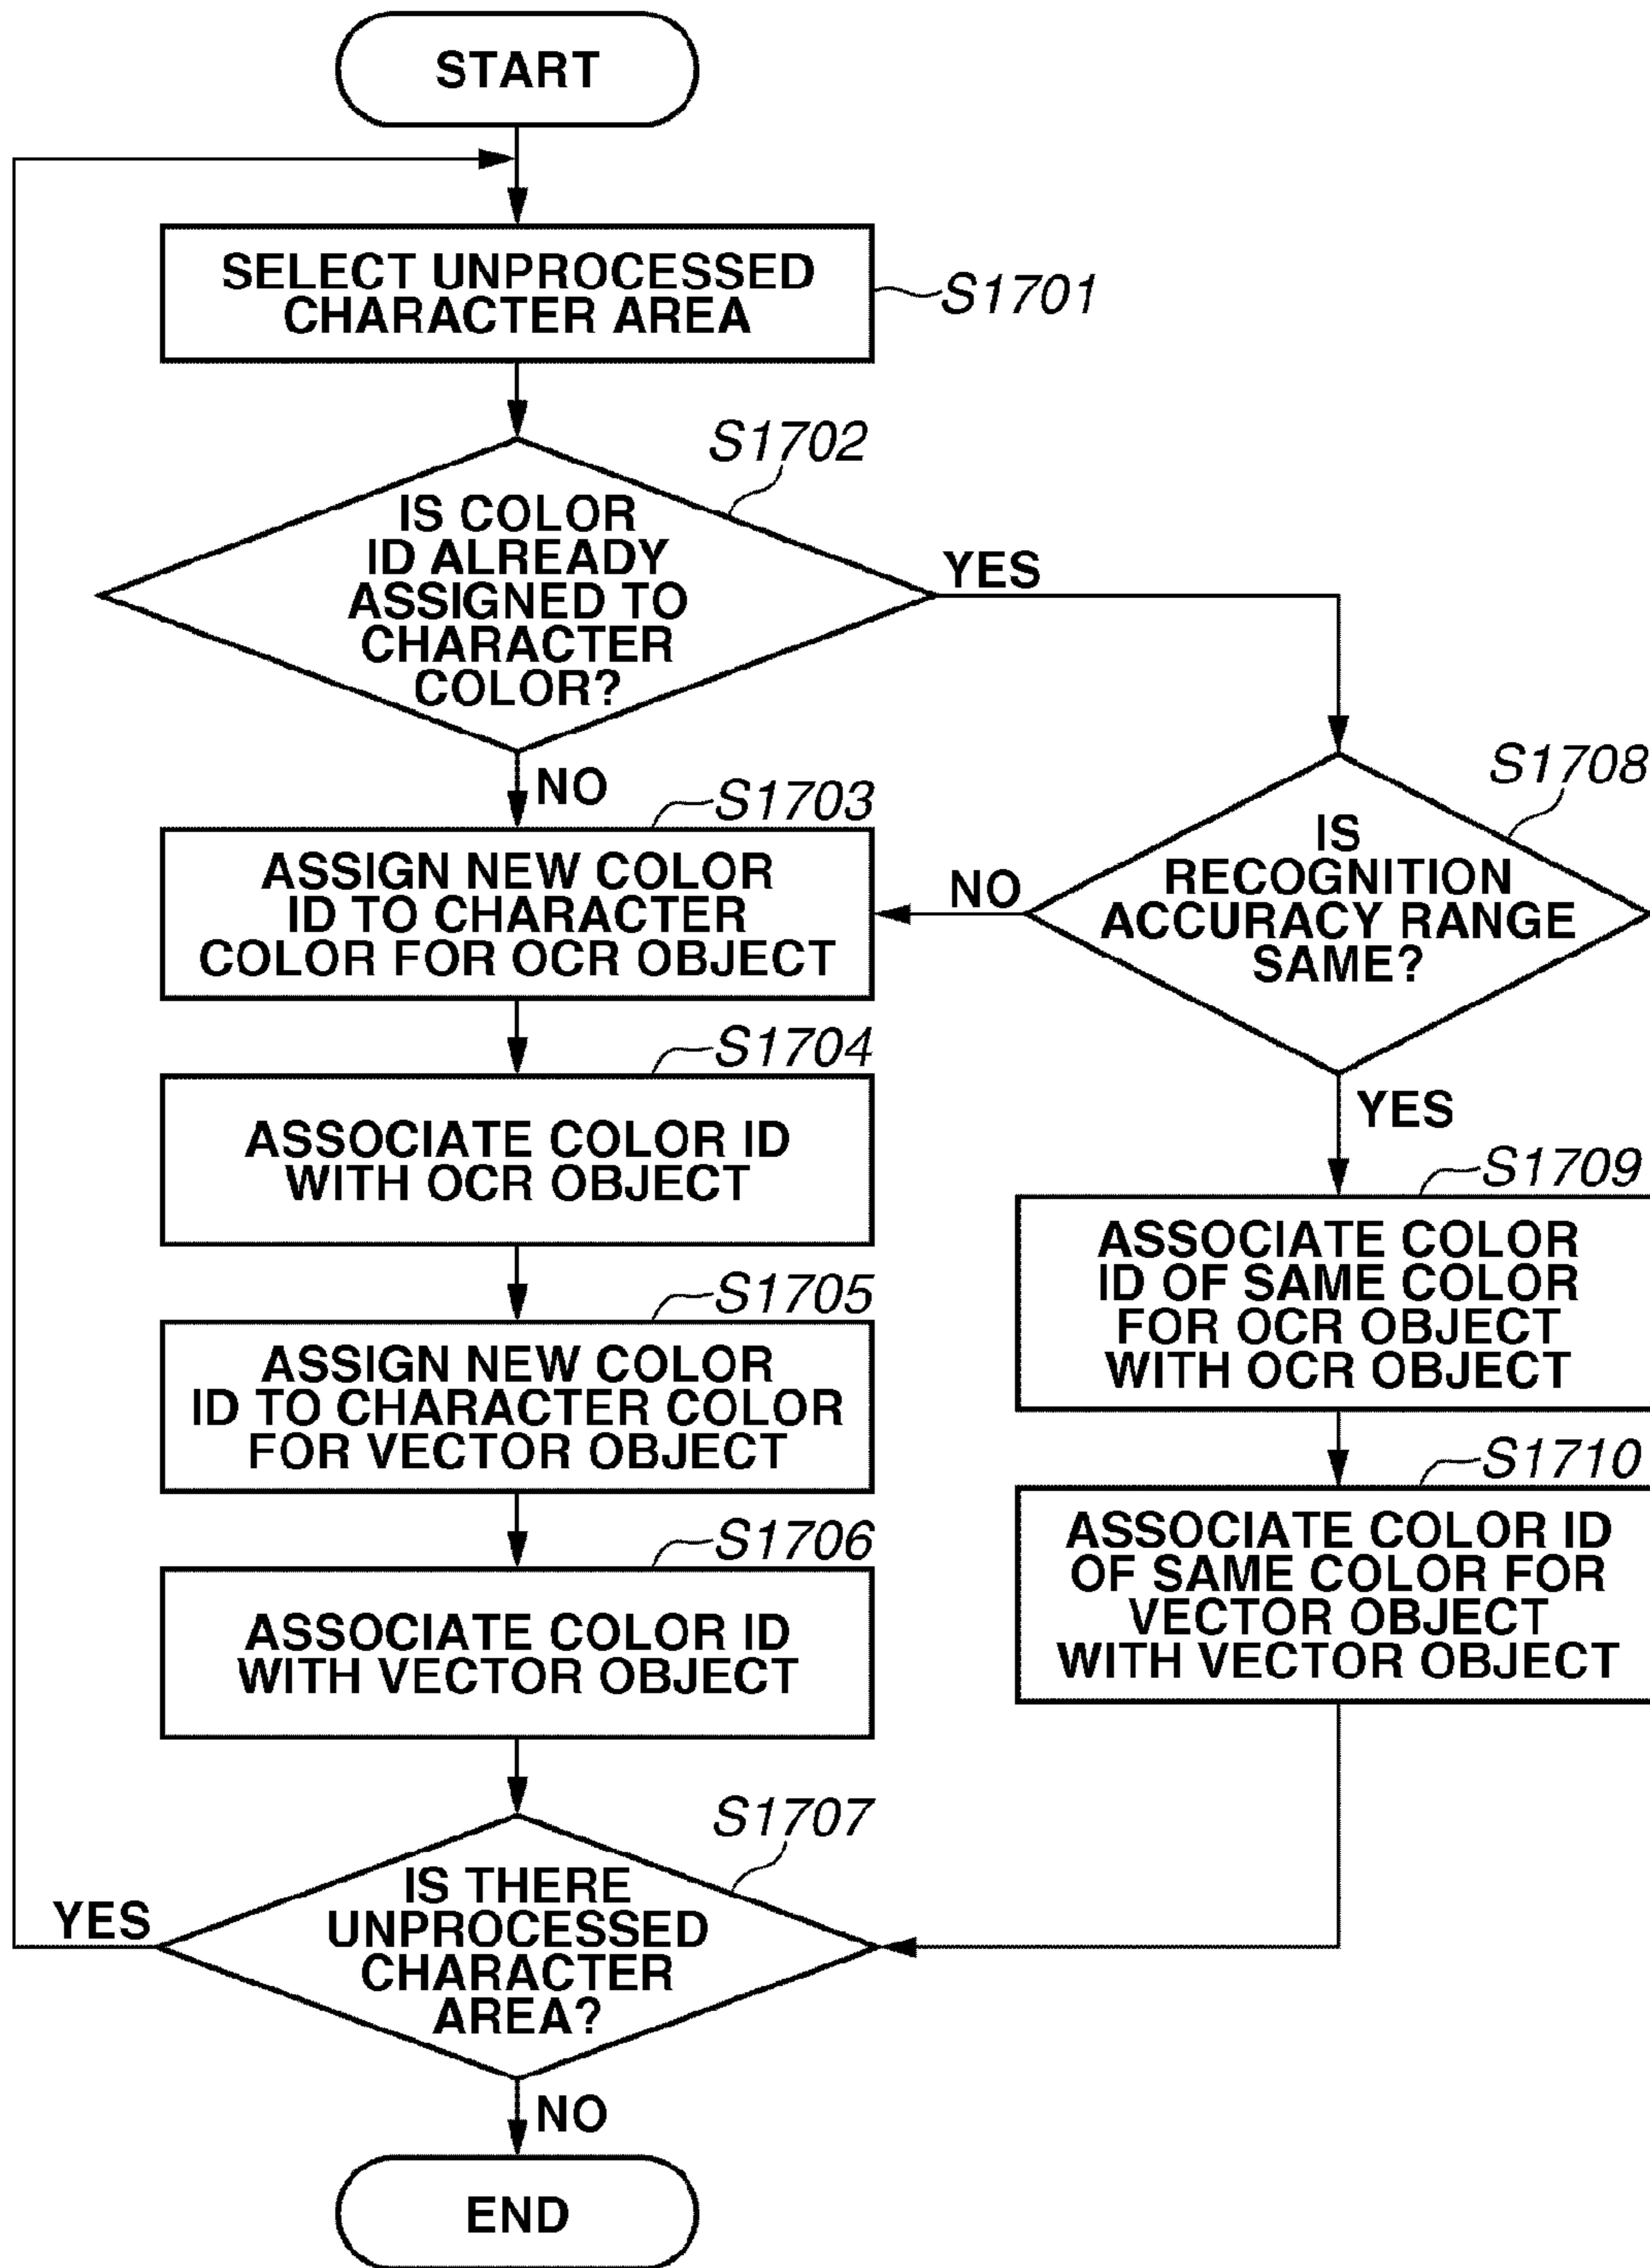 START
SELECT UNPROCESSED
CHARACTER AREA
S1701
S1702
IS COLOR
ID ALREADY
ASSIGNED TO
CHARACTER
COLOR?
YES
NO
S1703
ASSIGN NEW COLOR
ID TO CHARACTER
COLOR FOR OCR OBJECT
S1708
IS
RECOGNITION
ACCURACY RANGE
SAME?
NO
YES
S1704
ASSOCIATE COLOR ID
WITH OCR OBJECT
S1705
ASSIGN NEW COLOR
ID TO CHARACTER COLOR
FOR VECTOR OBJECT
S1709
ASSOCIATE COLOR
ID OF SAME COLOR
FOR OCR OBJECT
WITH OCR OBJECT
S1706
ASSOCIATE COLOR ID
WITH VECTOR OBJECT
S1710
ASSOCIATE COLOR ID
OF SAME COLOR FOR
VECTOR OBJECT
WITH VECTOR OBJECT
S1707
IS THERE
UNPROCESSED
CHARACTER
AREA?
YES
NO
END